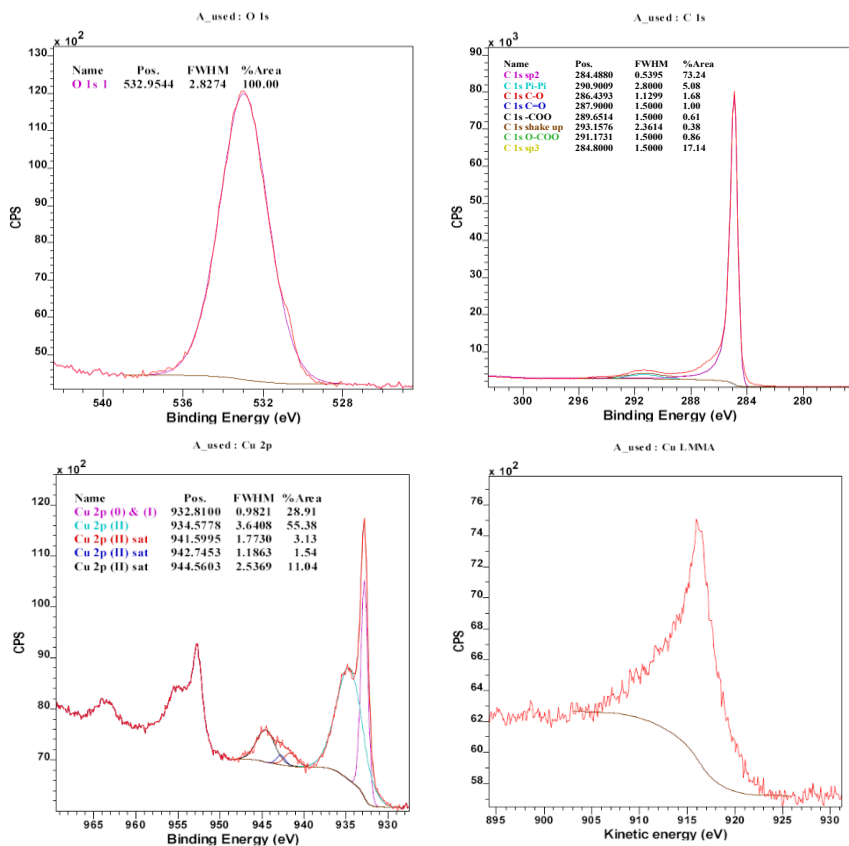 A_used : O 1s
x 10²
Name Pos. FWHM %Area
O 1s 1 532.9544 2.8274 100.00
130
120
110
100
90
80
70
60
50
CPS
540 536 532 528
Binding Energy (eV)
A_used : C 1s
x 10³
Name Pos. FWHM %Area
C 1s sp2 284.4880 0.5395 73.24
C 1s Pi-Pi 290.9009 2.8000 5.08
C 1s C-O 286.4393 1.1299 1.68
C 1s C=O 287.9000 1.5000 1.00
C 1s -COO 289.6514 1.5000 0.61
C 1s shake up 293.1576 2.3614 0.38
C 1s O-COO 291.1731 1.5000 0.86
C 1s sp3 284.8000 1.5000 17.14
90
80
70
60
50
40
30
20
10
CPS
300 296 292 288 284 280
Binding Energy (eV)
A_used : Cu 2p
x 10²
Name Pos. FWHM %Area
Cu 2p (0) & (I) 932.8100 0.9821 28.91
Cu 2p (II) 934.5778 3.6408 55.38
Cu 2p (II) sat 941.5995 1.7730 3.13
Cu 2p (II) sat 942.7453 1.1863 1.54
Cu 2p (II) sat 944.5603 2.5369 11.04
120
110
100
90
80
70
CPS
965 960 955 950 945 940 935 930
Binding Energy (eV)
A_used : Cu LMMA
x 10²
76
74
72
70
68
66
64
62
60
58
CPS
895 900 905 910 915 920 925 930
Kinetic energy (eV)